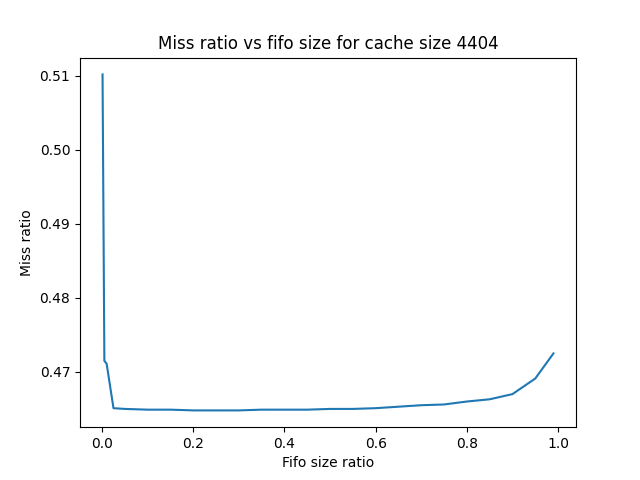 Miss ratio vs fifo size for cache size 4404
0.51
0.50
0.49
0.48
0.47
Miss ratio
0.0 0.2 0.4 0.6 0.8 1.0
Fifo size ratio